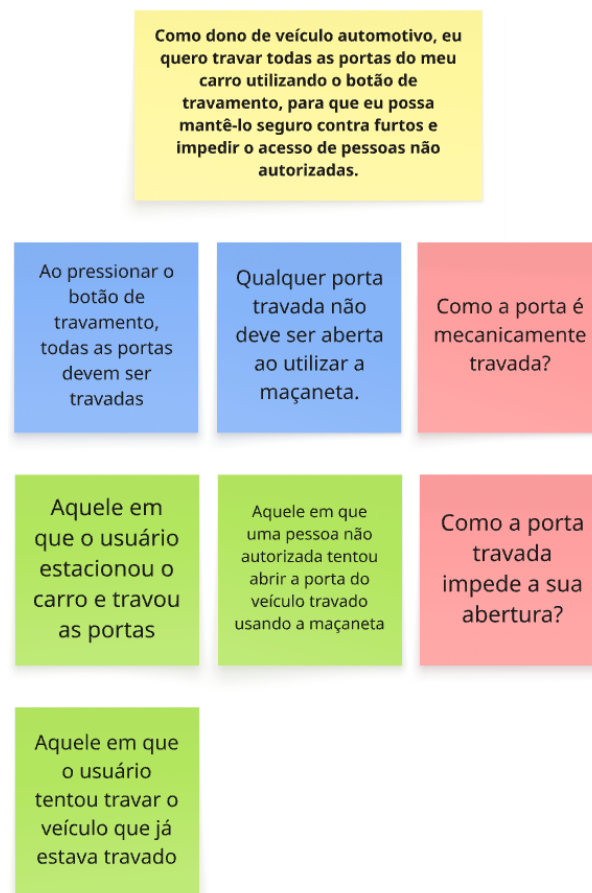 Como dono de veículo automotivo, eu
quero travar todas as portas do meu
carro utilizando o botão de
travamento, para que eu possa
mantê-lo seguro contra furtos e
impedir o acesso de pessoas não
autorizadas.
Ao pressionar o
botão de
travamento,
todas as portas
devem ser
travadas
Qualquer porta
travada não
deve ser aberta
ao utilizar a
maçaneta.
Como a porta é
mecanicamente
travada?
Aquele em
que o usuário
estacionou o
carro e travou
as portas
Aquele em que
uma pessoa não
autorizada tentou
abrir a porta do
veículo travado
usando a maçaneta
Como a porta
travada
impede a sua
abertura?
Aquele em que
o usuário
tentou travar o
veículo que já
estava travado